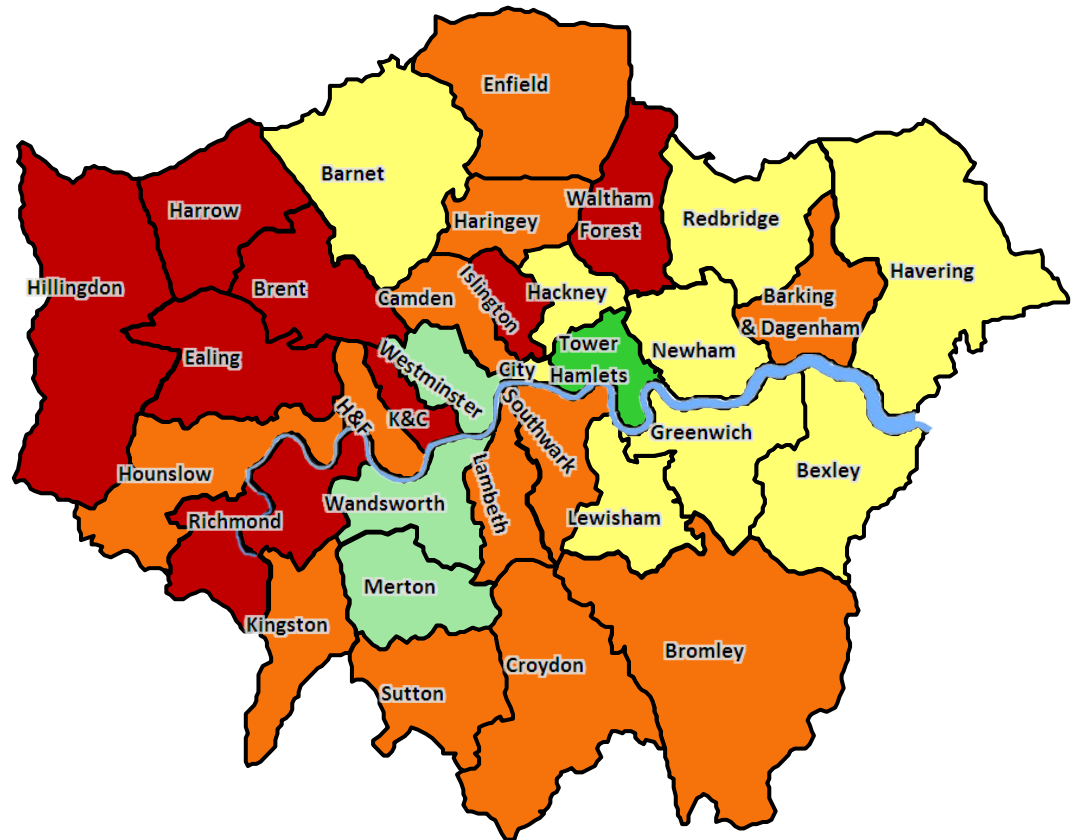 Enfield
Barnet
Waltham
Forest
Harrow
Haringey
Redbridge
Havering
Hillingdon
Brent
Camden
Islington
Hackney
Barking
& Dagenham
Ealing
Westminster
Tower
Hamlets
Newham
City
H&F
K&C
Southwark
Greenwich
Hounslow
Bexley
Lambeth
Wandsworth
Richmond
Lewisham
Merton
Kingston
Croydon
Bromley
Sutton